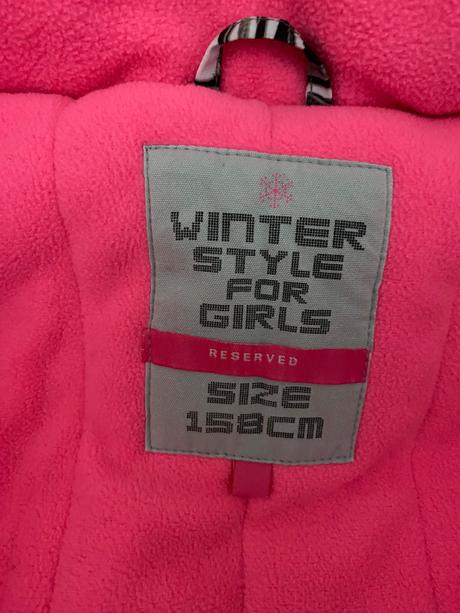 WINTER
STYLE
FOR
GIRLS
RESERVED
SIZE
158CM